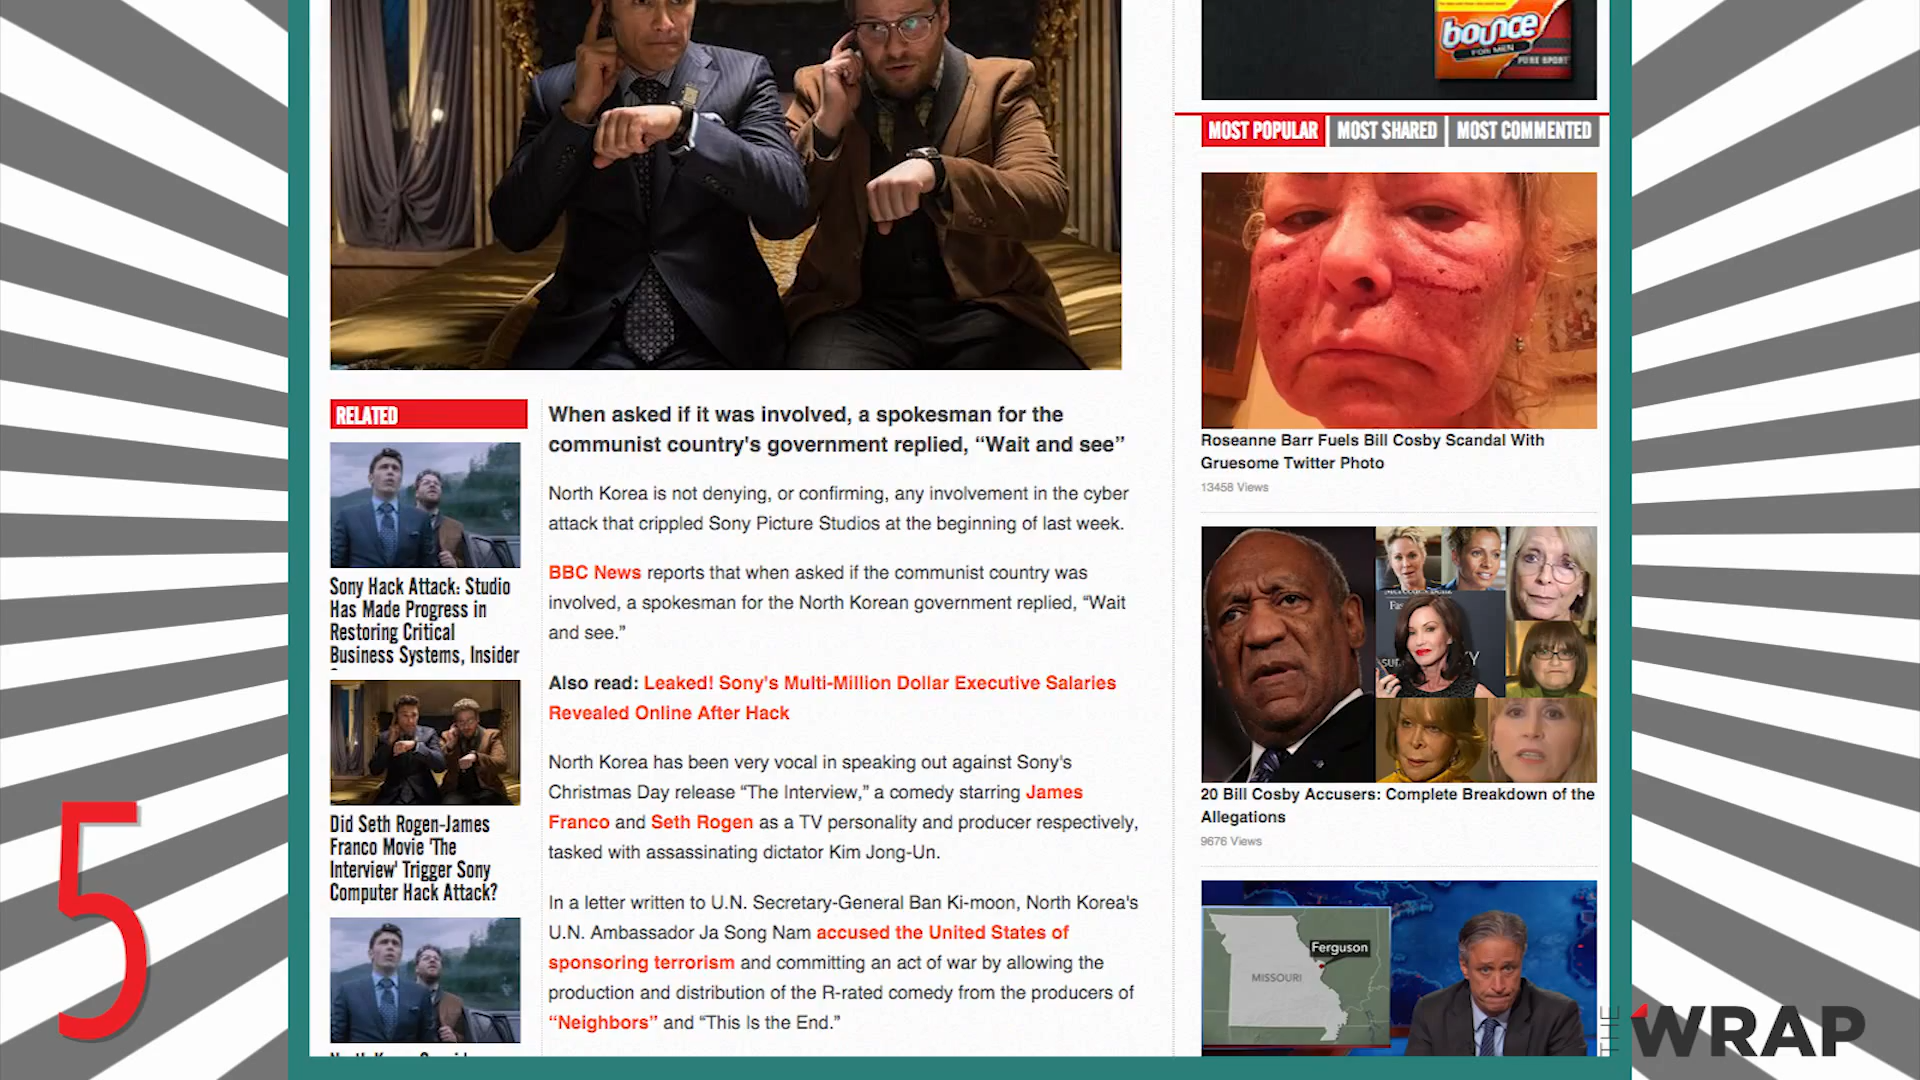 bounce
FOR MEN
PURE SPORT
MOST POPULAR
MOST SHARED
MOST COMMENTED
RELATED
Sony Hack Attack: Studio
Has Made Progress in
Restoring Critical
Business Systems, Insider
Did Seth Rogen-James
Franco Movie 'The
Interview' Trigger Sony
Computer Hack Attack?
When asked if it was involved, a spokesman for the
communist country's government replied, “Wait and see”
North Korea is not denying, or confirming, any involvement in the cyber
attack that crippled Sony Picture Studios at the beginning of last week.
BBC News reports that when asked if the communist country was
involved, a spokesman for the North Korean government replied, “Wait
and see.”
Also read: Leaked! Sony's Multi-Million Dollar Executive Salaries
Revealed Online After Hack
North Korea has been very vocal in speaking out against Sony's
Christmas Day release “The Interview,” a comedy starring James
Franco and Seth Rogen as a TV personality and producer respectively,
tasked with assassinating dictator Kim Jong-Un.
In a letter written to U.N. Secretary-General Ban Ki-moon, North Korea's
U.N. Ambassador Ja Song Nam accused the United States of
sponsoring terrorism and committing an act of war by allowing the
production and distribution of the R-rated comedy from the producers of
“Neighbors” and “This Is the End.”
Roseanne Barr Fuels Bill Cosby Scandal With
Gruesome Twitter Photo
13458 Views
20 Bill Cosby Accusers: Complete Breakdown of the
Allegations
9676 Views
Ferguson
MISSOURI
5
THE WRAP